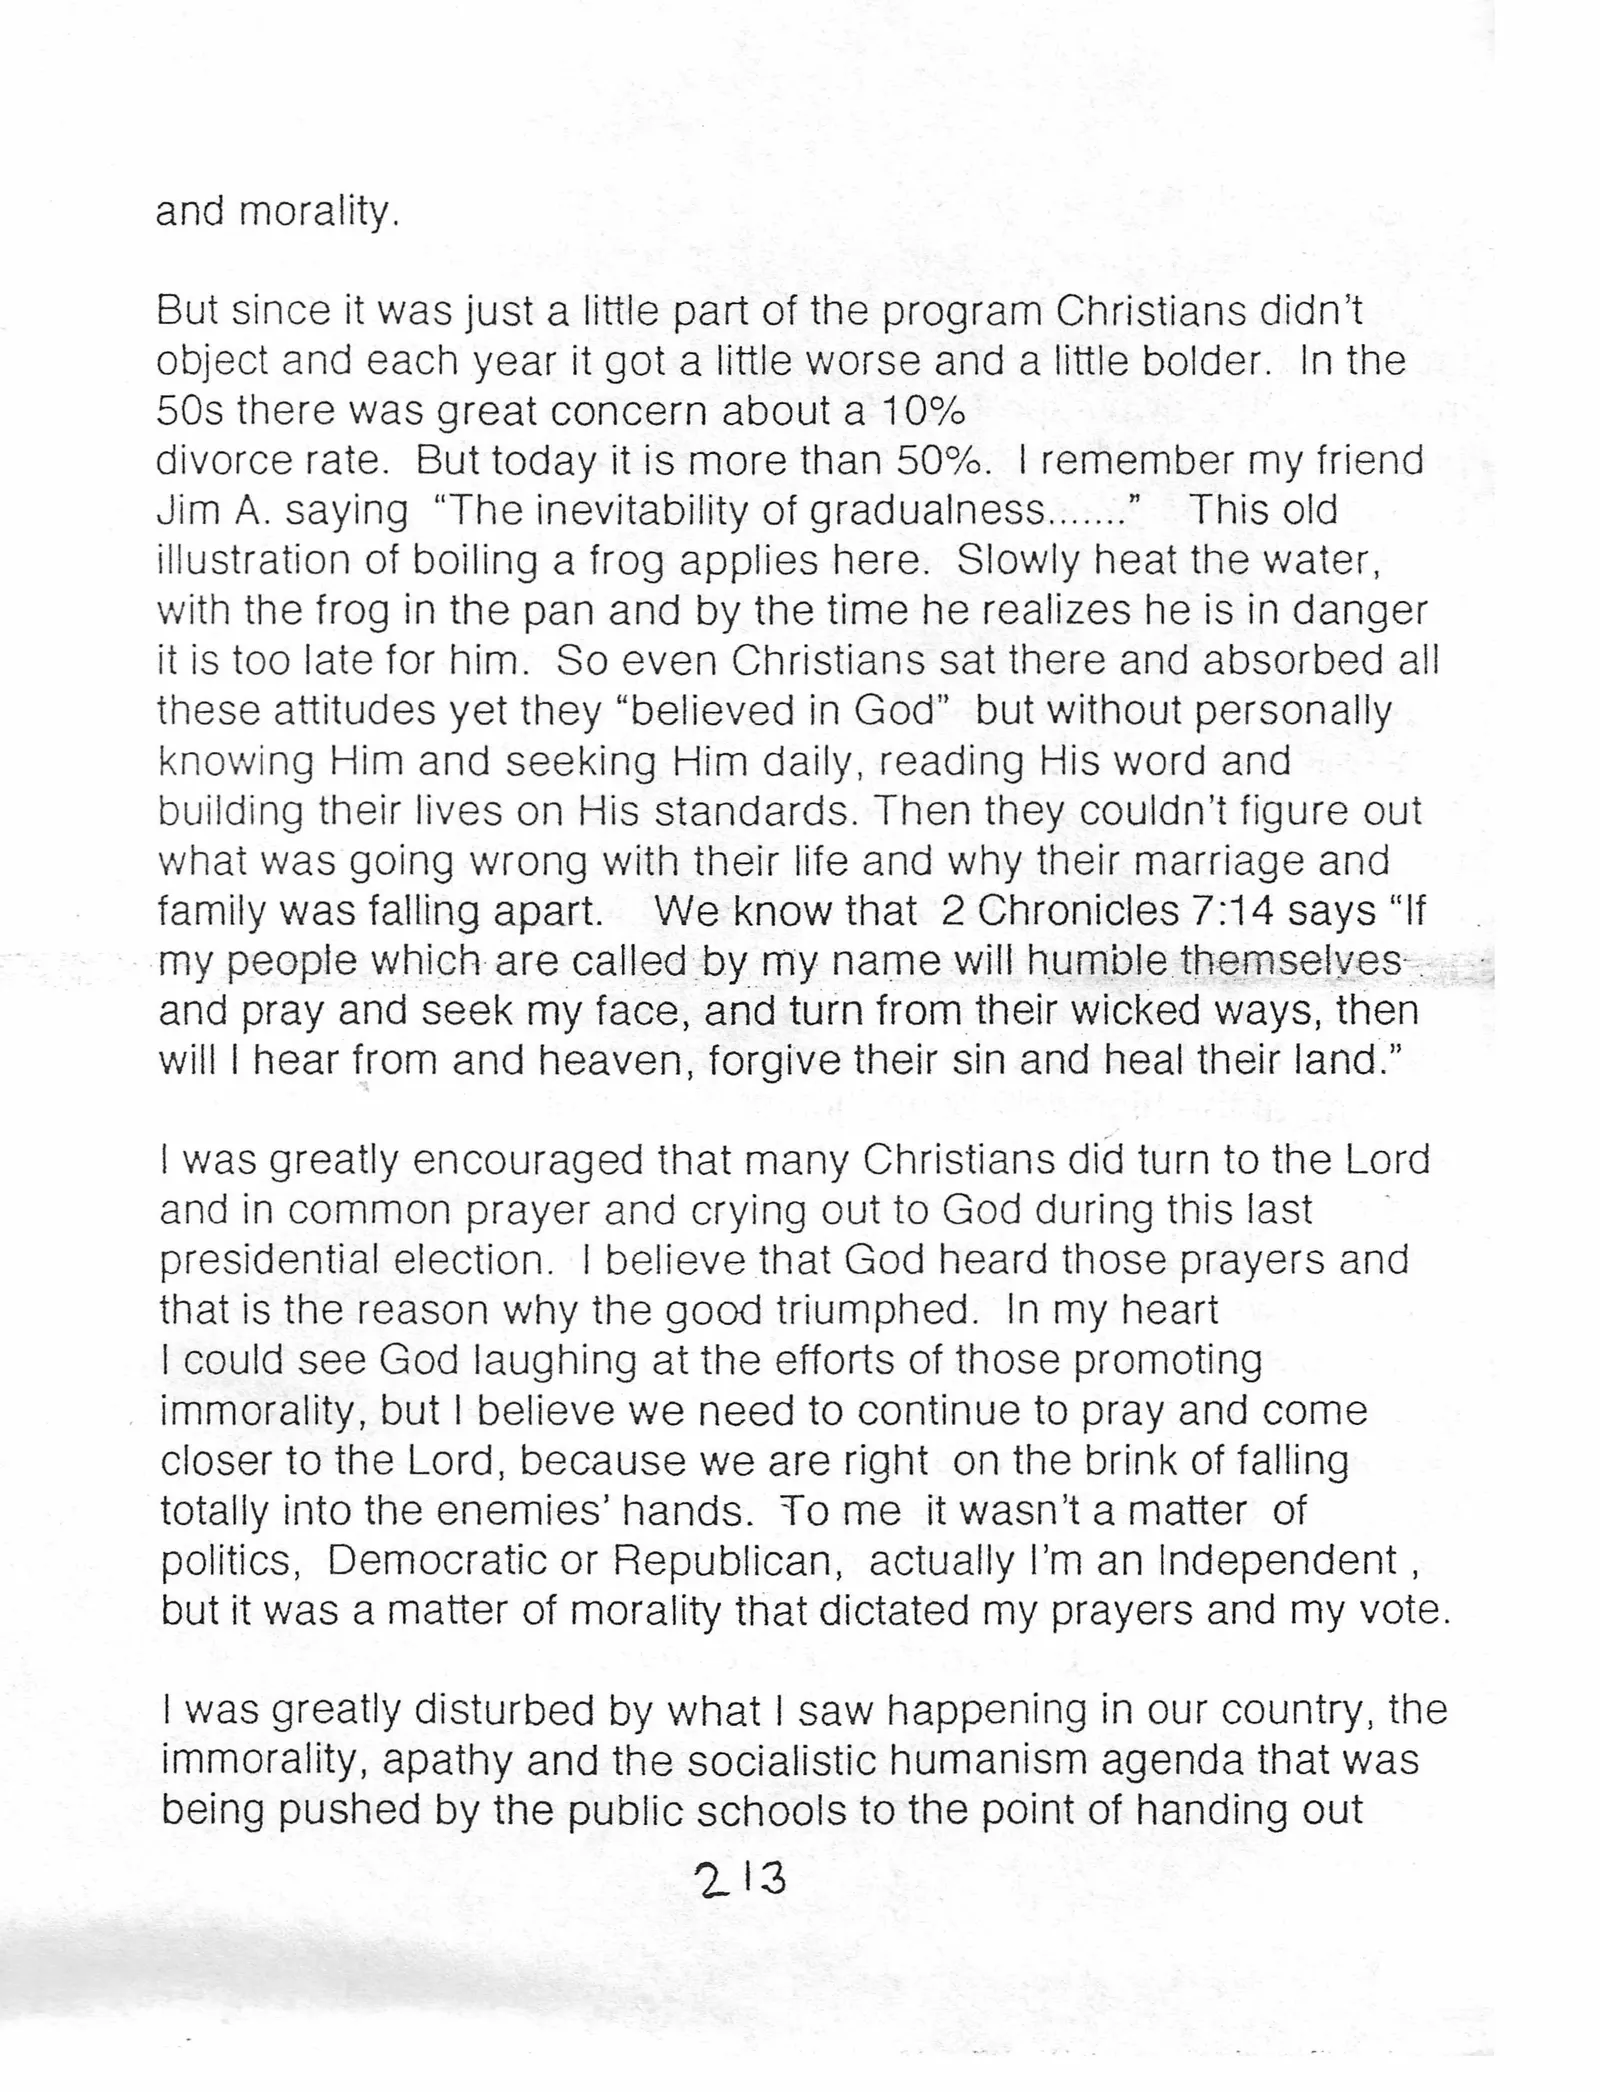 and morality.
But since it was just a little part of the program Christians didn't
object and each year it got a little worse and a little bolder.  In the
50s there was great concern about a 10%
divorce rate.  But today it is more than 50%.  I remember my friend
Jim A. saying  “The inevitability of gradualness.......”   This old
illustration of boiling a frog applies here.  Slowly heat the water,
with the frog in the pan and by the time he realizes he is in danger
it is too late for him.  So even Christians sat there and absorbed all
these attitudes yet they “believed in God”  but without personally
knowing Him and seeking Him daily, reading His word and
building their lives on His standards. Then they couldn't figure out
what was going wrong with their life and why their marriage and
family was falling apart.   We know that  2 Chronicles 7:14 says “If
my people which are called by my name will humble themselves
and pray and seek my face, and turn from their wicked ways, then
will I hear from and heaven, forgive their sin and heal their land.”
I was greatly encouraged that many Christians did turn to the Lord
and in common prayer and crying out to God during this last
presidential election.  I believe that God heard those prayers and
that is the reason why the good triumphed.  In my heart
I could see God laughing at the efforts of those promoting
immorality, but I believe we need to continue to pray and come
closer to the Lord, because we are right  on the brink of falling
totally into the enemies' hands.  To me  it wasn't a matter  of
politics,  Democratic or Republican,  actually I'm an Independent ,
but it was a matter of morality that dictated my prayers and my vote.
I was greatly disturbed by what I saw happening in our country, the
immorality, apathy and the socialistic humanism agenda that was
being pushed by the public schools to the point of handing out
213